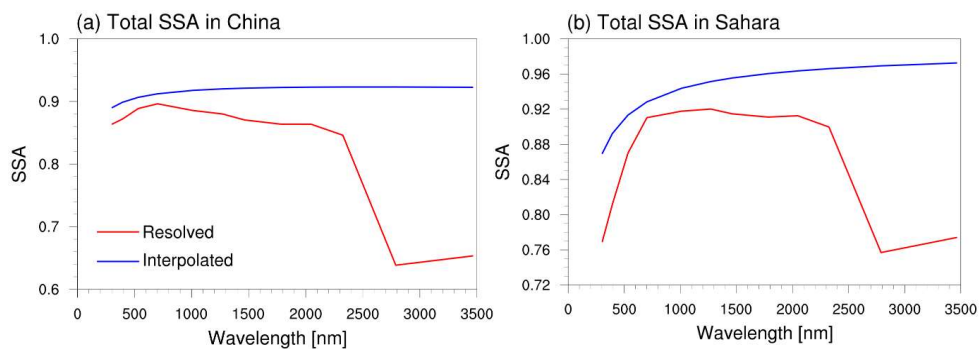 (a) Total SSA in China
1.0
0.9
0.8
0.7
0.6
SSA
Resolved
Interpolated
0 500 1000 1500 2000 2500 3000 3500
Wavelength [nm]
(b) Total SSA in Sahara
1.00
0.96
0.92
0.88
0.84
0.80
0.76
0.72
SSA
0 500 1000 1500 2000 2500 3000 3500
Wavelength [nm]